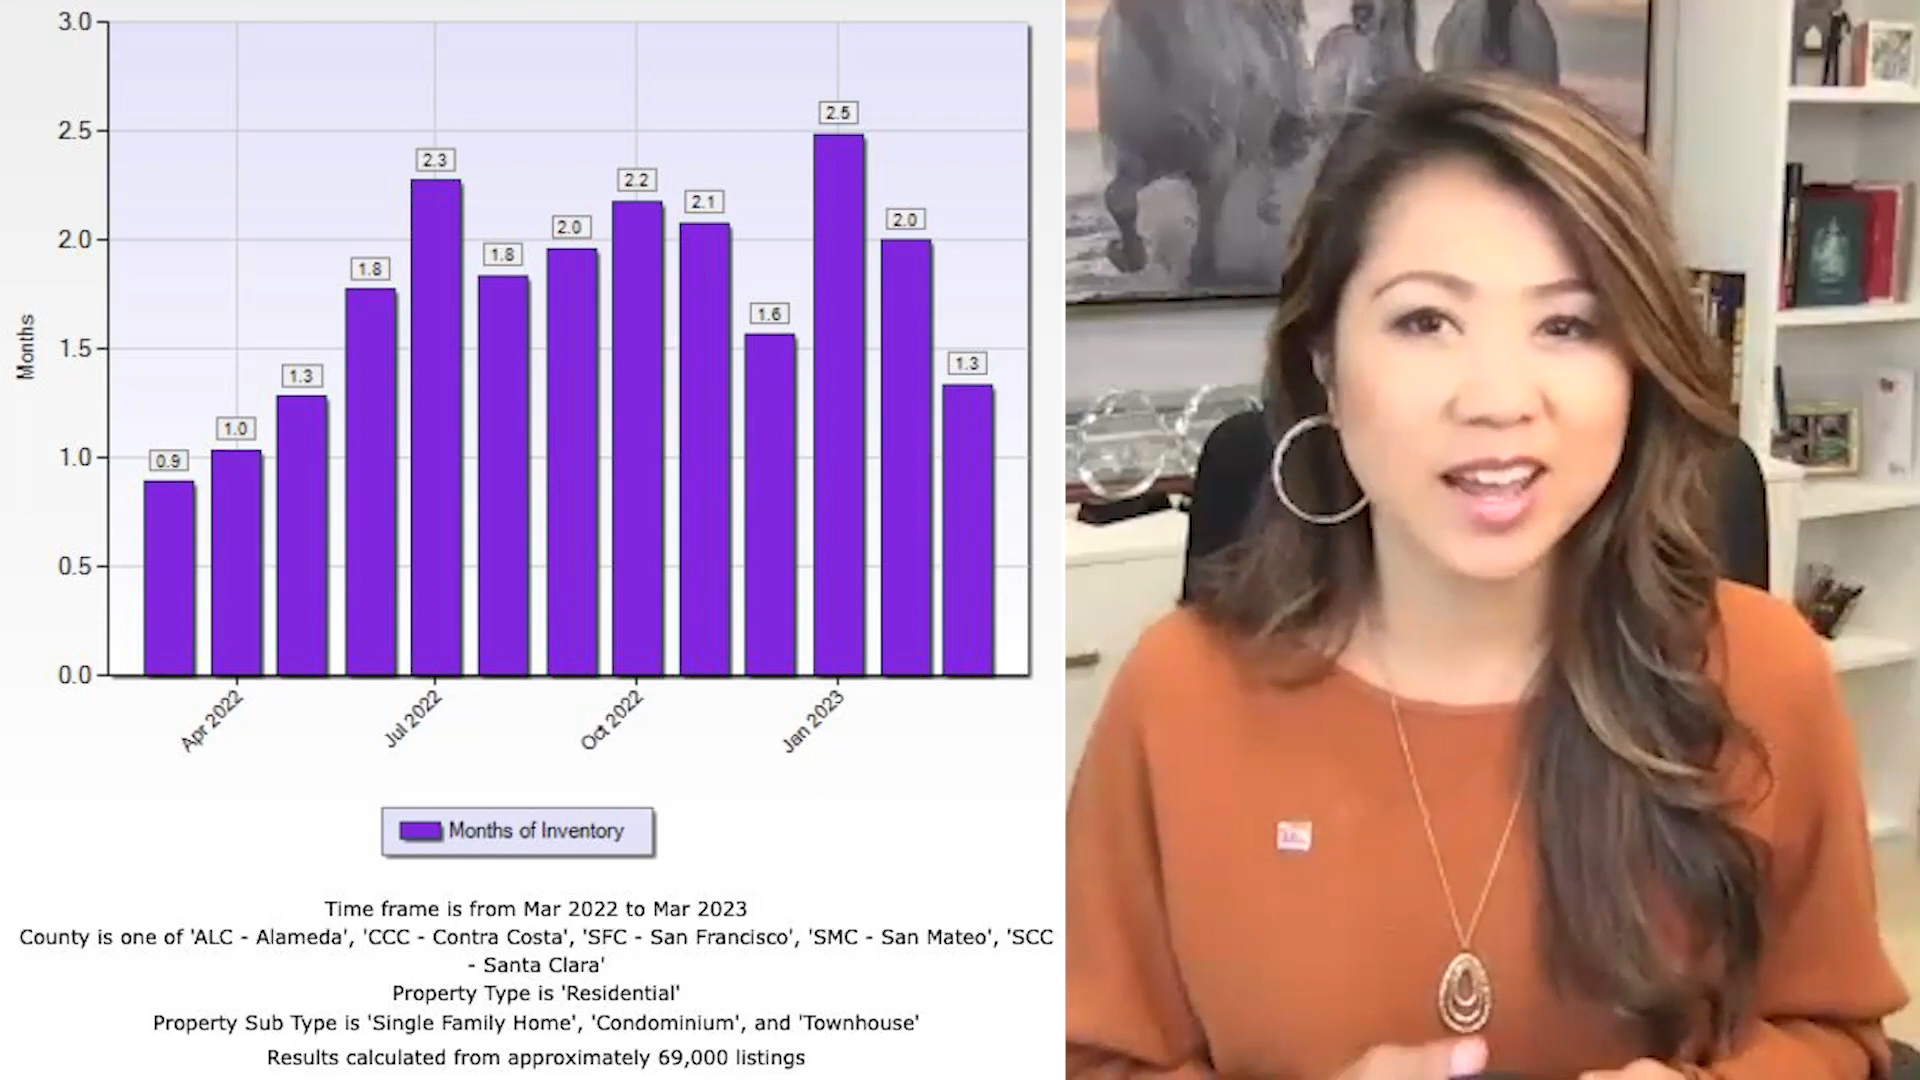 3.0
2.5
2.0
1.5
1.0
0.5
0.0
Months
0.9
1.0
1.3
1.8
2.3
1.8
2.0
2.2
2.1
1.6
2.5
2.0
1.3
Apr 2022
Jul 2022
Oct 2022
Jan 2023
Months of Inventory
Time frame is from Mar 2022 to Mar 2023
County is one of 'ALC - Alameda', 'CCC - Contra Costa', 'SFC - San Francisco', 'SMC - San Mateo', 'SCC
- Santa Clara'
Property Type is 'Residential'
Property Sub Type is 'Single Family Home', 'Condominium', and 'Townhouse'
Results calculated from approximately 69,000 listings